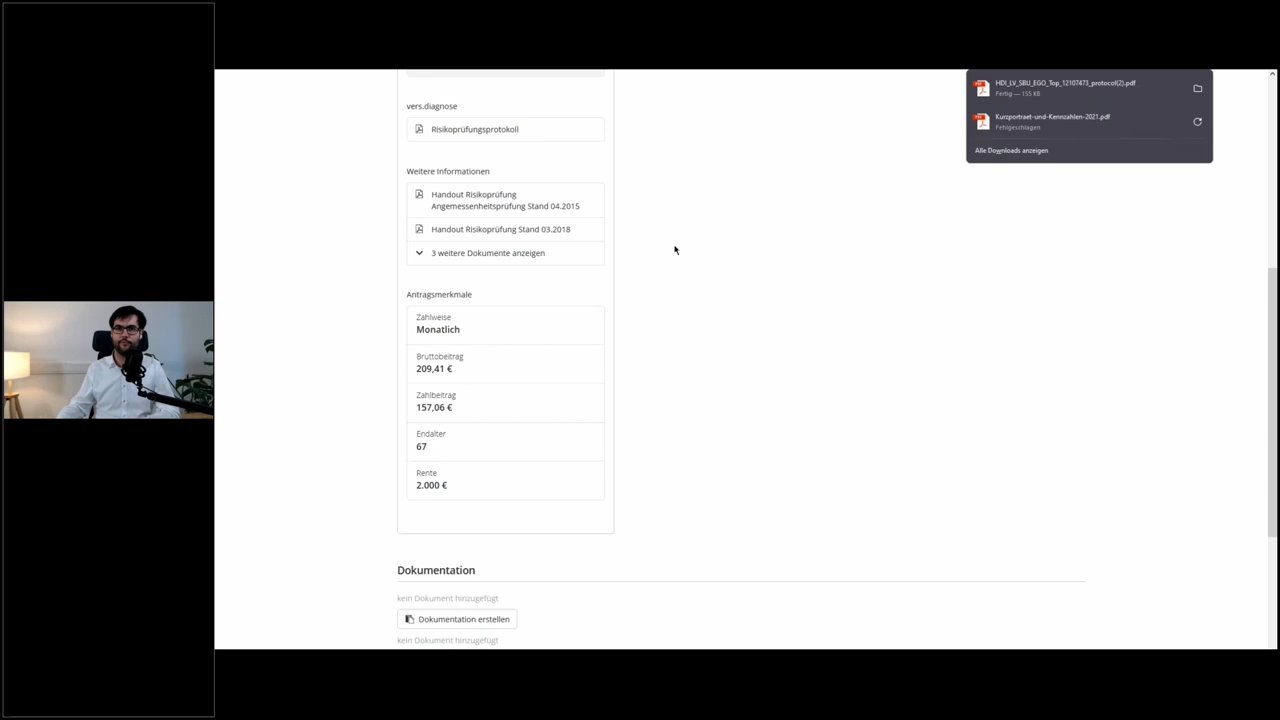 vers.diagnose
Risikoprüfungsprotokoll
Weitere Informationen
Handout Risikoprüfung
Angemessenheitsprüfung Stand 04.2015
Handout Risikoprüfung Stand 03.2018
3 weitere Dokumente anzeigen
Antragsmerkmale
Zahlweise
Monatlich
Bruttobeitrag
209,41 €
Zahlbeitrag
157,06 €
Endalter
67
Rente
2.000 €
Dokumentation
kein Dokument hinzugefügt
Dokumentation erstellen
kein Dokument hinzugefügt
HDI_LV_SBU_EGO_Top_12107473_protocol(2).pdf
Fertig — 155 KB
Kurzportraet-und-Kennzahlen-2021.pdf
Fehlgeschlagen
Alle Downloads anzeigen